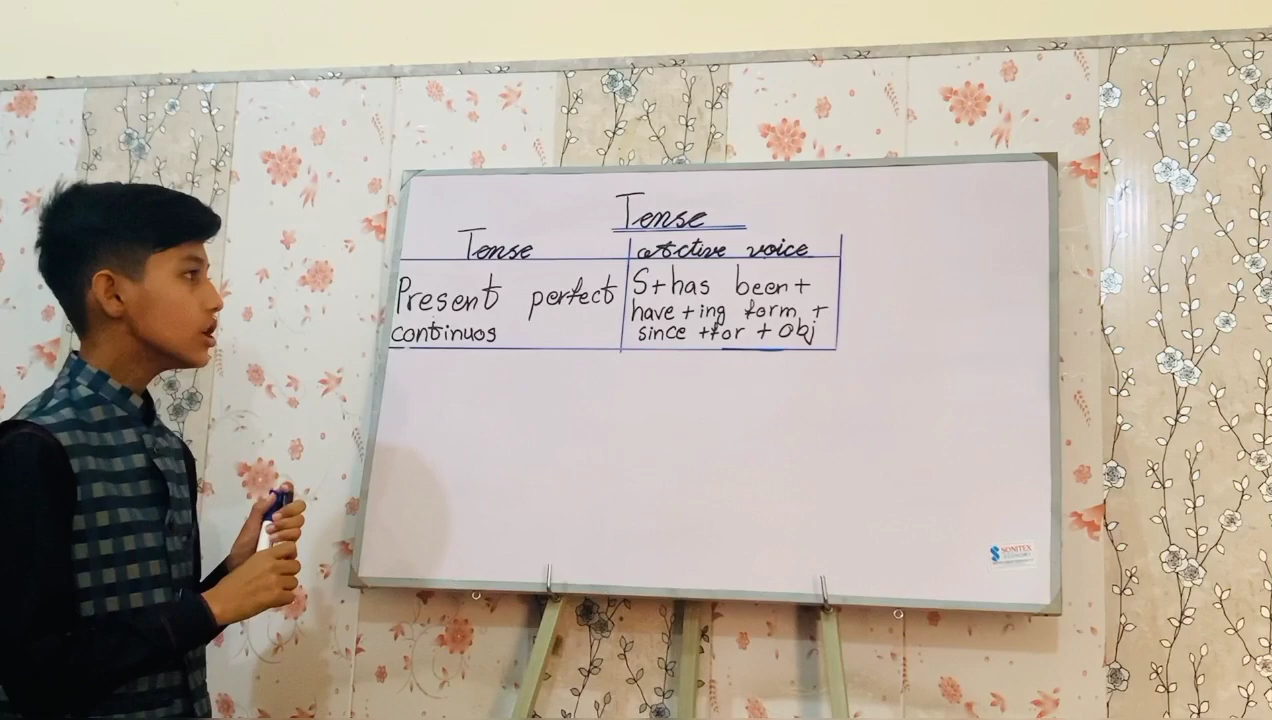 Tense
Tense
active voice
Present perfect
continuos
S+has been+
have +ing form +
since +for + obj
SONITEX